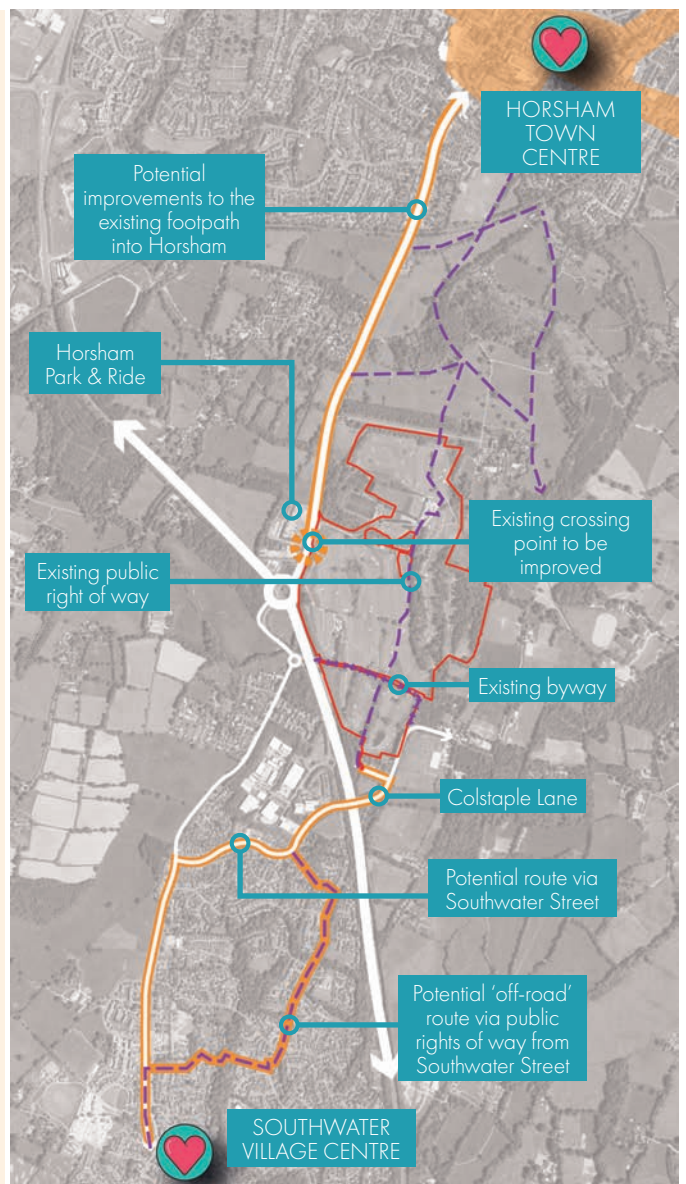 HORSHAM
TOWN
CENTRE
Potential
improvements to the
existing footpath
into Horsham
Horsham
Park & Ride
Existing crossing
point to be
improved
Existing public
right of way
Existing byway
Colstaple Lane
Potential route via
Southwater Street
Potential ‘off-road’
route via public
rights of way from
Southwater Street
SOUTHWATER
VILLAGE CENTRE